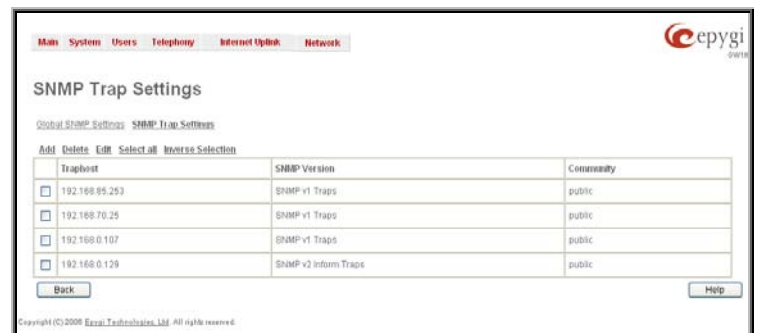 Main System Users Telephony Internet Uplink Network
epygi
SNMP Trap Settings
Global SNMP Settings SNMP Trap Settings
Add Delete Edit Select all Inverse Selection
Traphost SNMP Version Community
192.168.85.253 SNMP v1 Traps public
192.168.70.25 SNMP v1 Traps public
192.168.0.107 SNMP v1 Traps public
192.168.0.129 SNMP v2 Inform Traps public
Back Help
Copyright (C) 2006 Epygi Technologies, Ltd. All rights reserved.